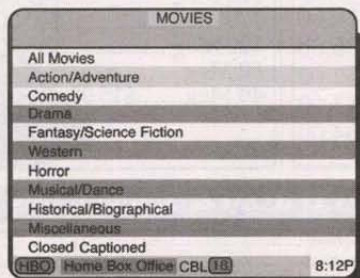 MOVIES
All Movies
Action/Adventure
Comedy
Drama
Fantasy/Science Fiction
Western
Horror
Musical/Dance
Historical/Biographical
Miscellaneous
Closed Captioned
HBO Home Box Office CBL 18 8:12P